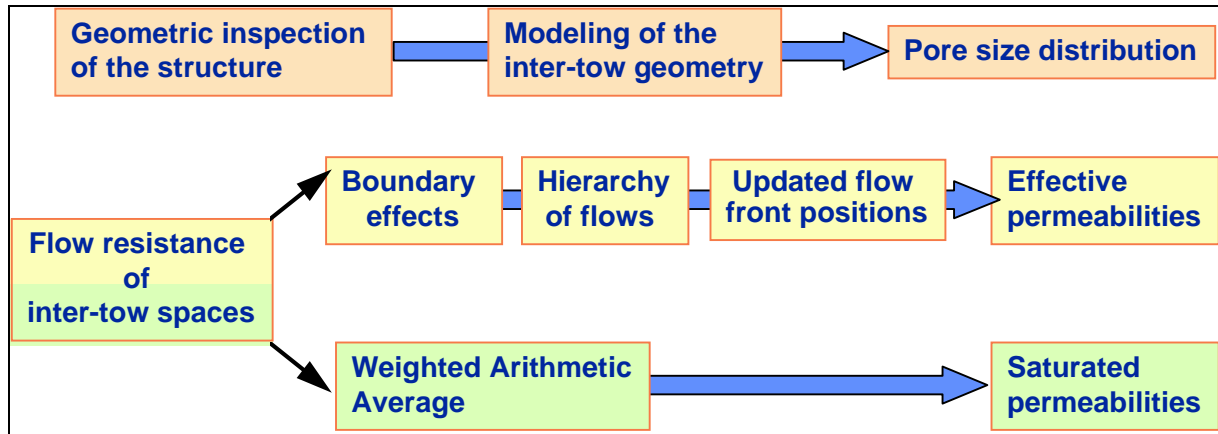 Geometric inspection
of the structure
Modeling of the
inter-tow geometry
Pore size distribution
Flow resistance
of
inter-tow spaces
Boundary
effects
Hierarchy
of flows
Updated flow
front positions
Effective
permeabilities
Weighted Arithmetic
Average
Saturated
permeabilities